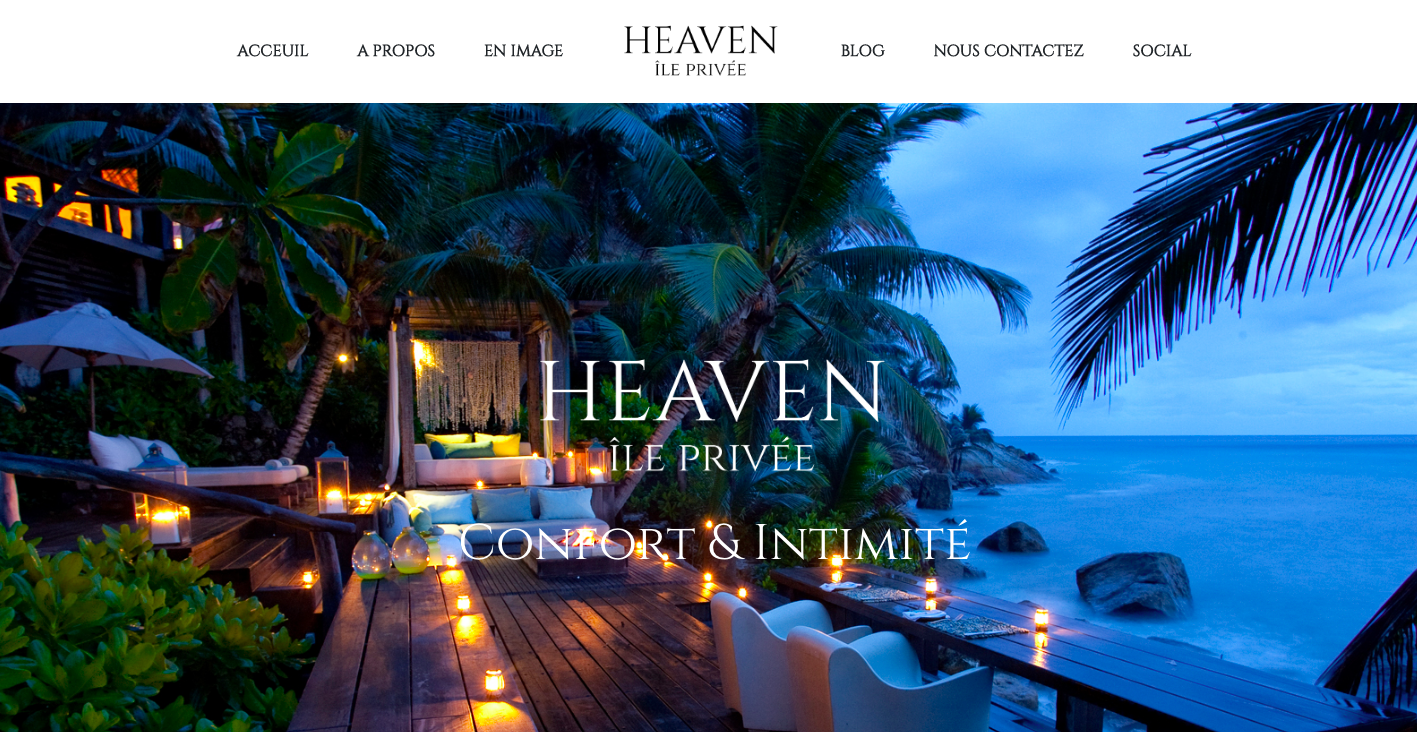 ACCEUIL
A PROPOS
EN IMAGE
HEAVEN
ÎLE PRIVÉE
BLOG
NOUS CONTACTEZ
SOCIAL
HEAVEN
ÎLE PRIVÉE
Confort & Intimité